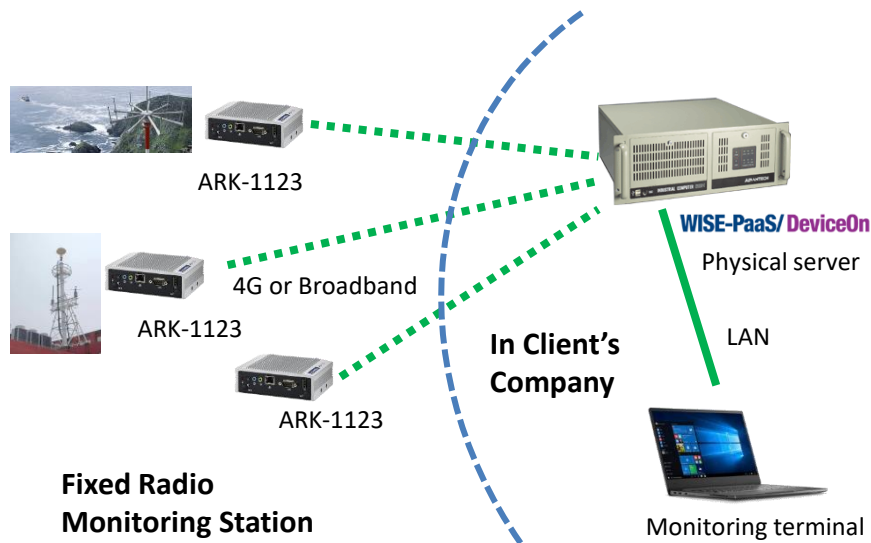 ARK-1123
WISE-PaaS/ DeviceOn
Physical server
4G or Broadband
ARK-1123
LAN
In Client's
Company
ARK-1123
Fixed Radio
Monitoring Station
Monitoring terminal